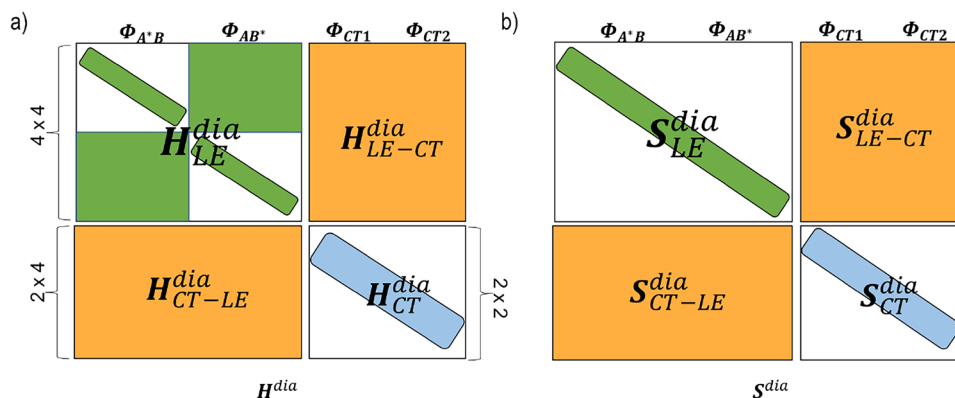 a)
Φ_{A*B} Φ_{AB*} Φ_{CT1} Φ_{CT2}
4 x 4
H^{dia}_{LE}
H^{dia}_{LE−CT}
2 x 4
H^{dia}_{CT−LE}
H^{dia}_{CT}
2 x 2
H^{dia}
b)
Φ_{A*B} Φ_{AB*} Φ_{CT1} Φ_{CT2}
S^{dia}_{LE}
S^{dia}_{LE−CT}
S^{dia}_{CT−LE}
S^{dia}_{CT}
S^{dia}